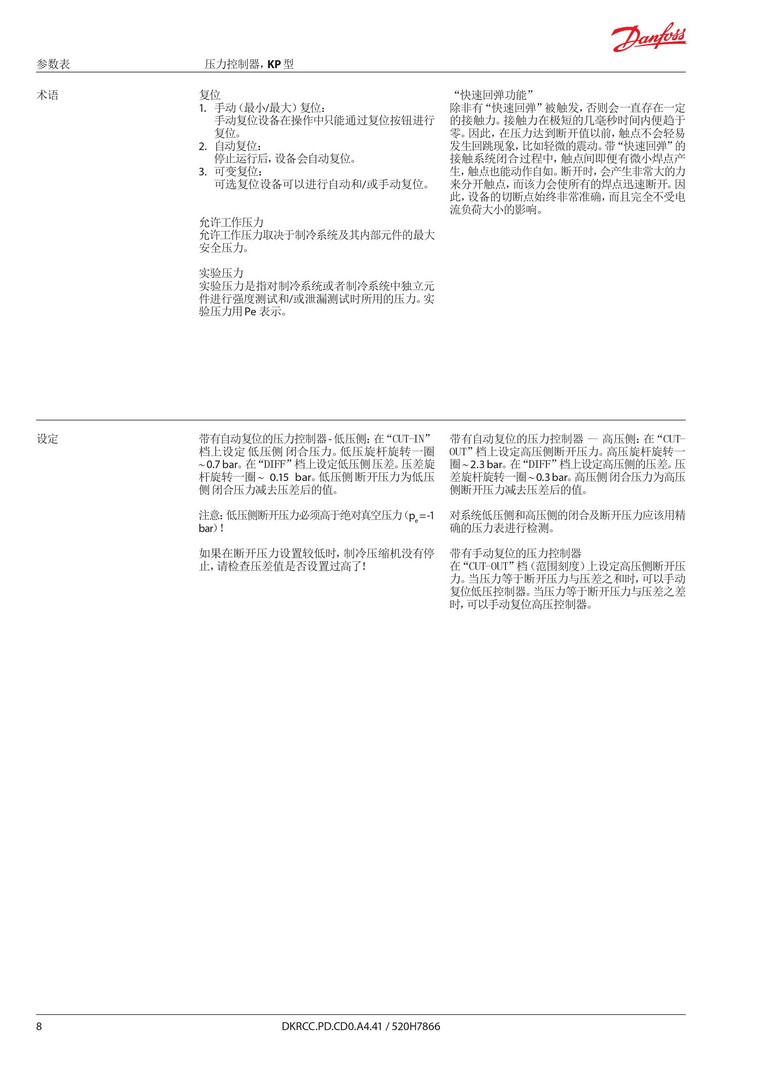 Danfoss
参数表
压力控制器，KP 型
术语
复位
1. 手动（最小/最大）复位：
手动复位设备在操作中只能通过复位按钮进行
复位。
2. 自动复位：
停止运行后，设备会自动复位。
3. 可变复位：
可选复位设备可以进行自动和/或手动复位。
允许工作压力
允许工作压力取决于制冷系统及其内部元件的最大
安全压力。
实验压力
实验压力是指对制冷系统或者制冷系统中独立元
件进行强度测试和/或泄漏测试时所用的压力。实
验压力用 Pe 表示。
“快速回弹功能”
除非有“快速回弹”被触发，否则会一直存在一定
的接触力。接触力在极短的几毫秒时间内便趋于
零。因此，在压力达到断开值以前，触点不会轻易
发生回跳现象，比如轻微的震动。带“快速回弹”的
接触系统闭合过程中，触点间即便有微小焊点产
生，触点也能动作自如。断开时，会产生非常大的力
来分开触点，而该力会使所有的焊点迅速断开。因
此，设备的切断点始终非常准确，而且完全不受电
流负荷大小的影响。
设定
带有自动复位的压力控制器 - 低压侧：在“CUT-IN”
档上设定 低压侧 闭合压力。低压旋杆旋转一圈
~ 0.7 bar。在“DIFF”档上设定低压侧压差。压差旋
杆旋转一圈 ~ 0.15 bar。低压侧 断开压力为低压
侧 闭合压力减去压差后的值。
注意：低压侧断开压力必须高于绝对真空压力（pe = -1
bar）！
如果在断开压力设置较低时，制冷压缩机没有停
止，请检查压差值是否设置过高了！
带有自动复位的压力控制器 — 高压侧：在“CUT-
OUT”档上设定高压侧断开压力。高压旋杆旋转一
圈 ~ 2.3 bar。在“DIFF”档上设定高压侧的压差。压
差旋杆旋转一圈 ~ 0.3 bar。高压侧 闭合压力为高压
侧断开压力减去压差后的值。
对系统低压侧和高压侧的闭合及断开压力应该用精
确的压力表进行检测。
带有手动复位的压力控制器
在“CUT-OUT”档（范围刻度）上设定高压侧断开压
力。当压力等于断开压力与压差之和时，可以手动
复位低压控制器。当压力等于断开压力与压差之差
时，可以手动复位高压控制器。
8
DKRCC.PD.CD0.A4.41 / 520H7866